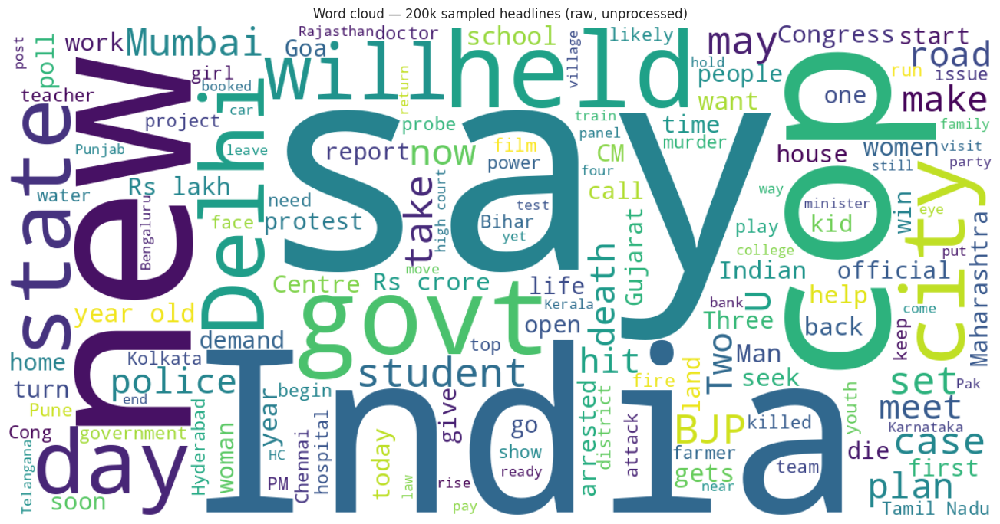 Word cloud — 200k sampled headlines (raw, unprocessed)
post
poll
work
Mumbai
Goa
Rajasthan
doctor
school
village
likely
may
Congress
start
road
girl
booked
will
held
hold
people
run
issue
teacher
new
Delhi
car
return
want
one
make
state
project
probe
train
time
cop
family
Punjab
leave
report
now
film
power
say
panel
murder
CM
four
house
women
visit
still
party
water
Rs lakh
Bengaluru
need
face
protest
take
high court
test
Bihar
yet
call
Gujarat
way
minister
kid
win
city
eye
play
college
put
Maharashtra
move
Centre
Rs crore
life
Kerala
death
Indian
official
u
help
bank
Three
back
come
keep
year old
govt
open
demand
top
home
Kolkata
police
student
hit
Two
Man
turn
end
begin
year
India
fire
land
seek
set
Pak
Pune
Cong
government
Hyderabad
woman
HC
Chennai
hospital
give
go
arrested
district
attack
BJP
killed
youth
meet
Karnataka
day
Telangana
soon
PM
today
law
show
ready
rise
pay
farmer
gets
near
team
die
case
first
plan
Tamil Nadu